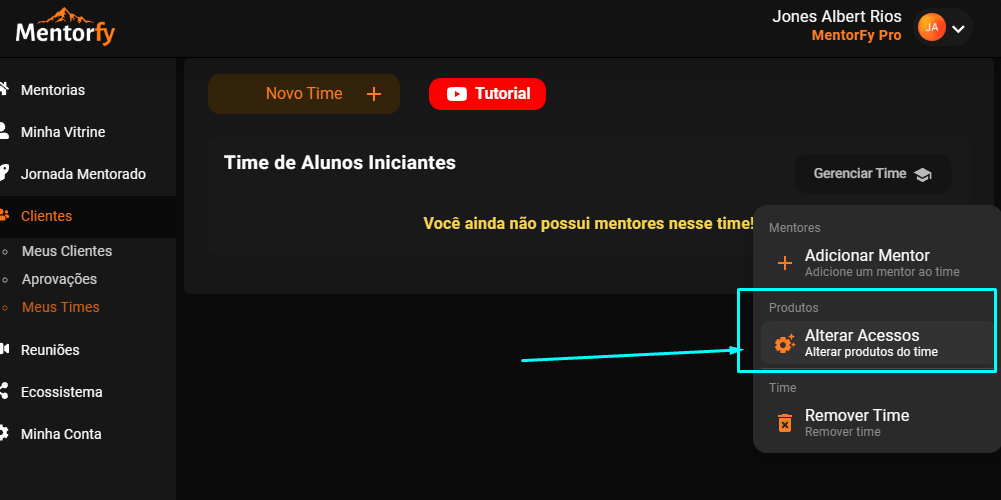 Mentorfy
Jones Albert Rios
MentorFy Pro
JA
Mentorias
Minha Vitrine
Jornada Mentorado
Clientes
Meus Clientes
Aprovações
Meus Times
Reuniões
Ecossistema
Minha Conta
Novo Time +
Tutorial
Time de Alunos Iniciantes
Gerenciar Time
Você ainda não possui mentores nesse time!
Mentores
Adicionar Mentor
Adicione um mentor ao time
Produtos
Alterar Acessos
Alterar produtos do time
Time
Remover Time
Remover time